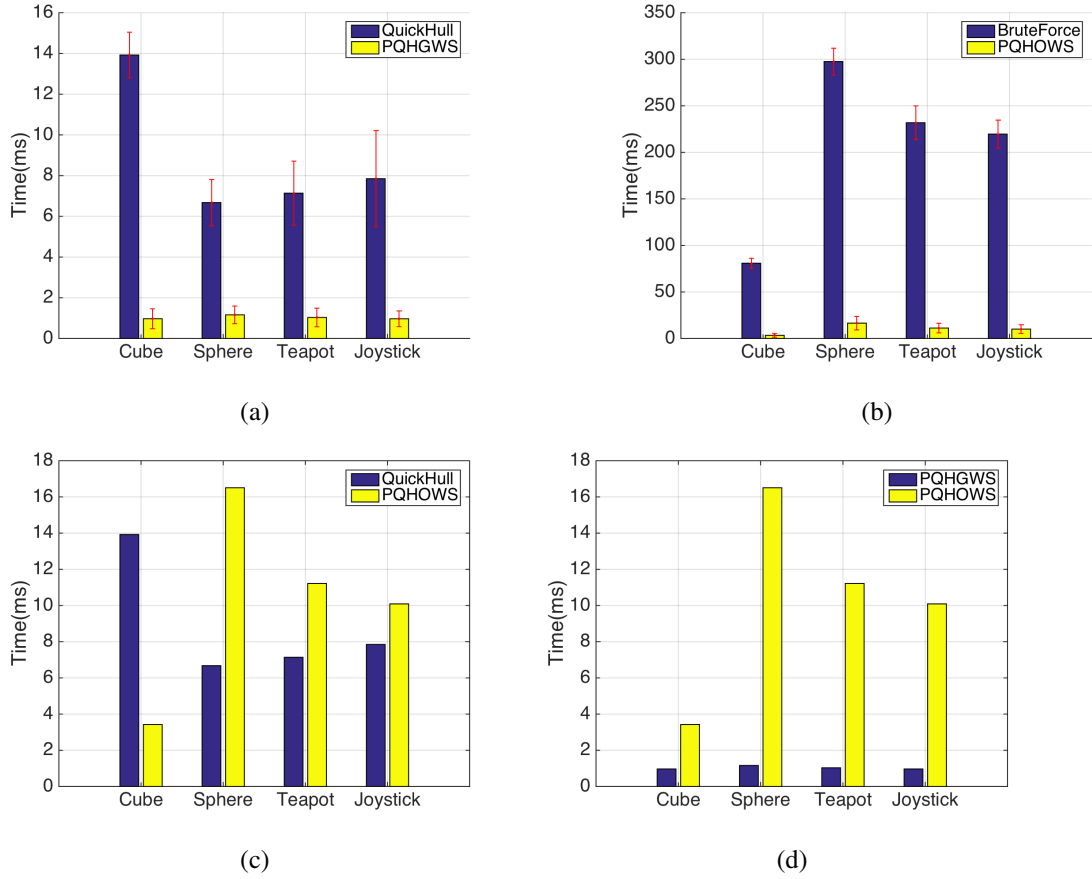 16
14
12
10
8
6
4
2
0
Time(ms)
QuickHull
PQHGWS
Cube Sphere Teapot Joystick
(a)
350
300
250
200
150
100
50
0
Time(ms)
BruteForce
PQHOWS
Cube Sphere Teapot Joystick
(b)
18
16
14
12
10
8
6
4
2
0
Time(ms)
QuickHull
PQHOWS
Cube Sphere Teapot Joystick
(c)
18
16
14
12
10
8
6
4
2
0
Time(ms)
PQHGWS
PQHOWS
Cube Sphere Teapot Joystick
(d)